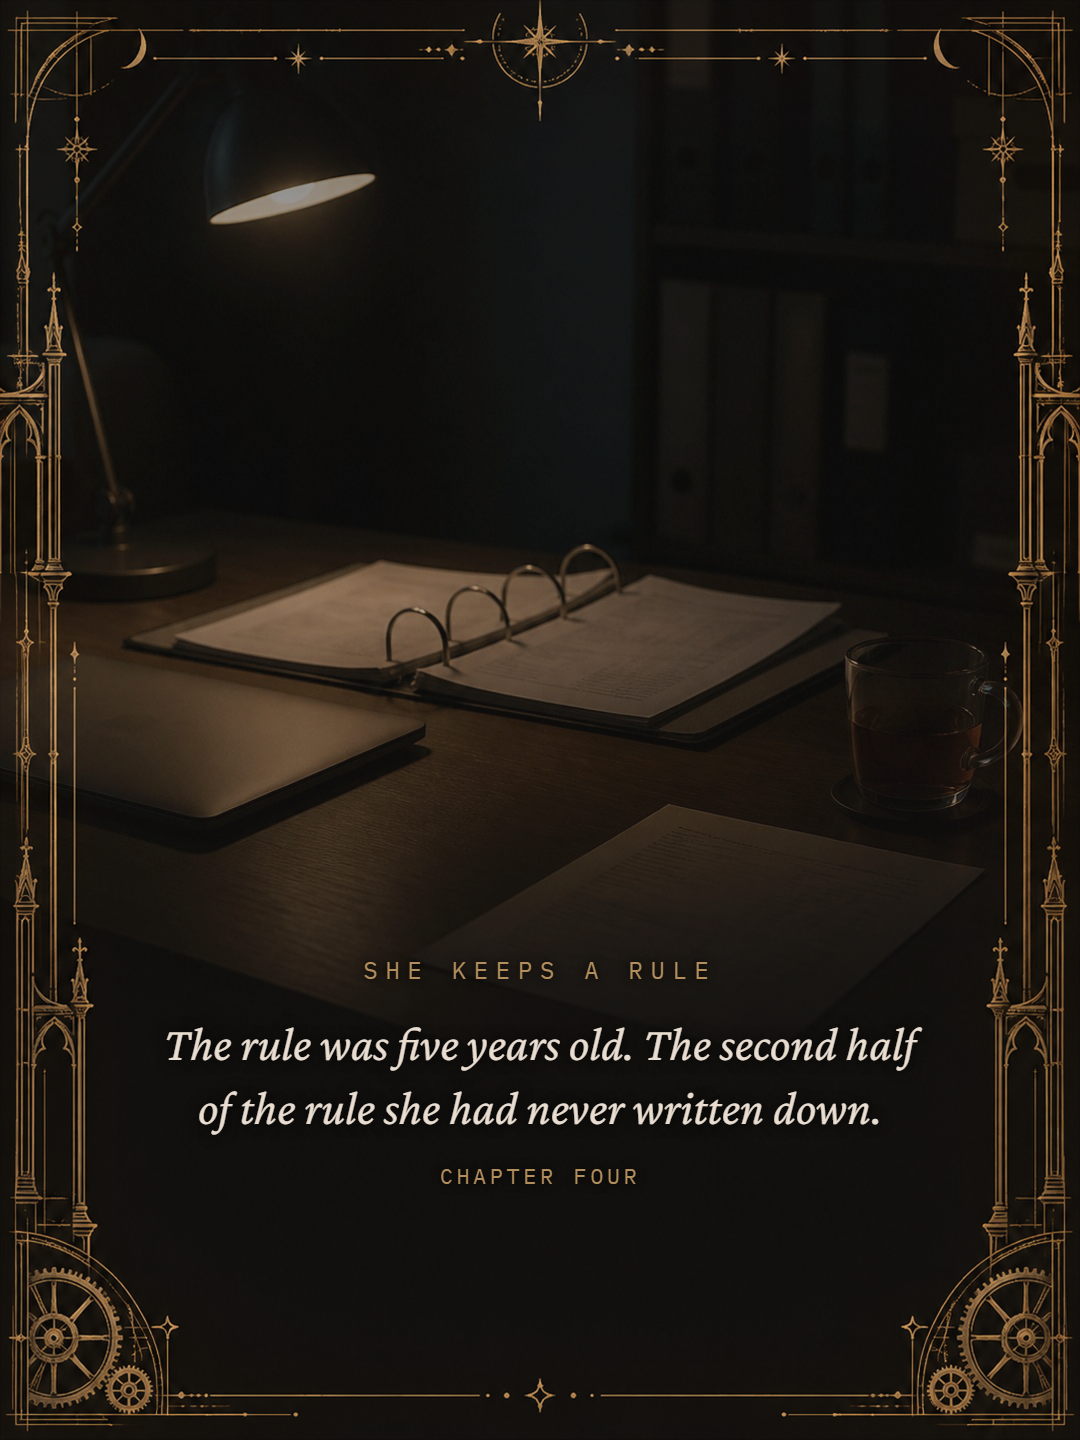 SHE KEEPS A RULE
The rule was five years old. The second half
of the rule she had never written down.
CHAPTER FOUR